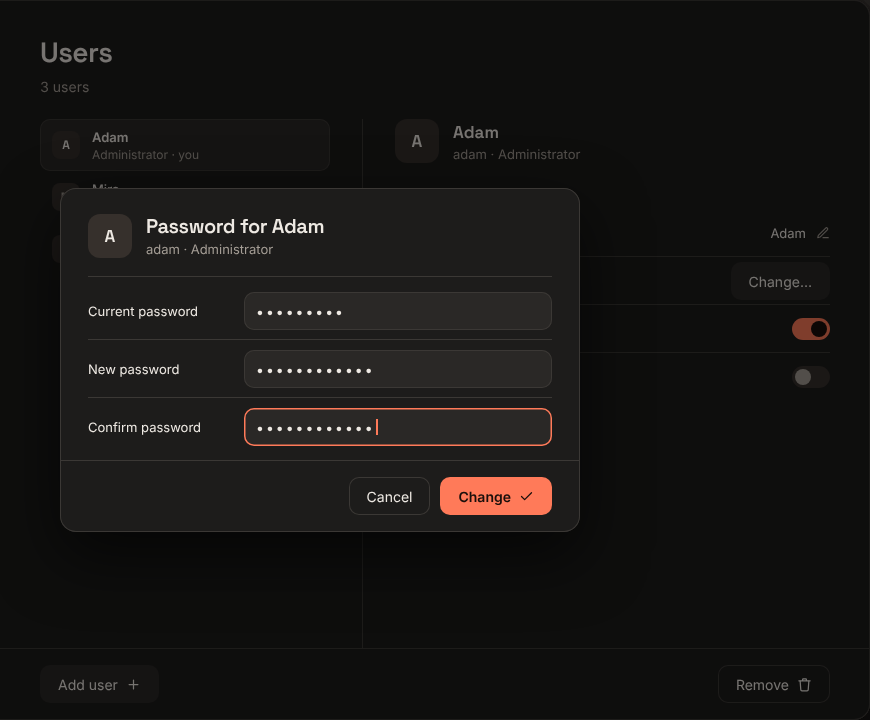 Users
3 users
A
Adam
Administrator · you
A
Adam
adam · Administrator
Adam
Change...
A
Password for Adam
adam · Administrator
Current password
•••••••••
New password
••••••••••••
Confirm password
••••••••••••
Cancel
Change
Add user +
Remove